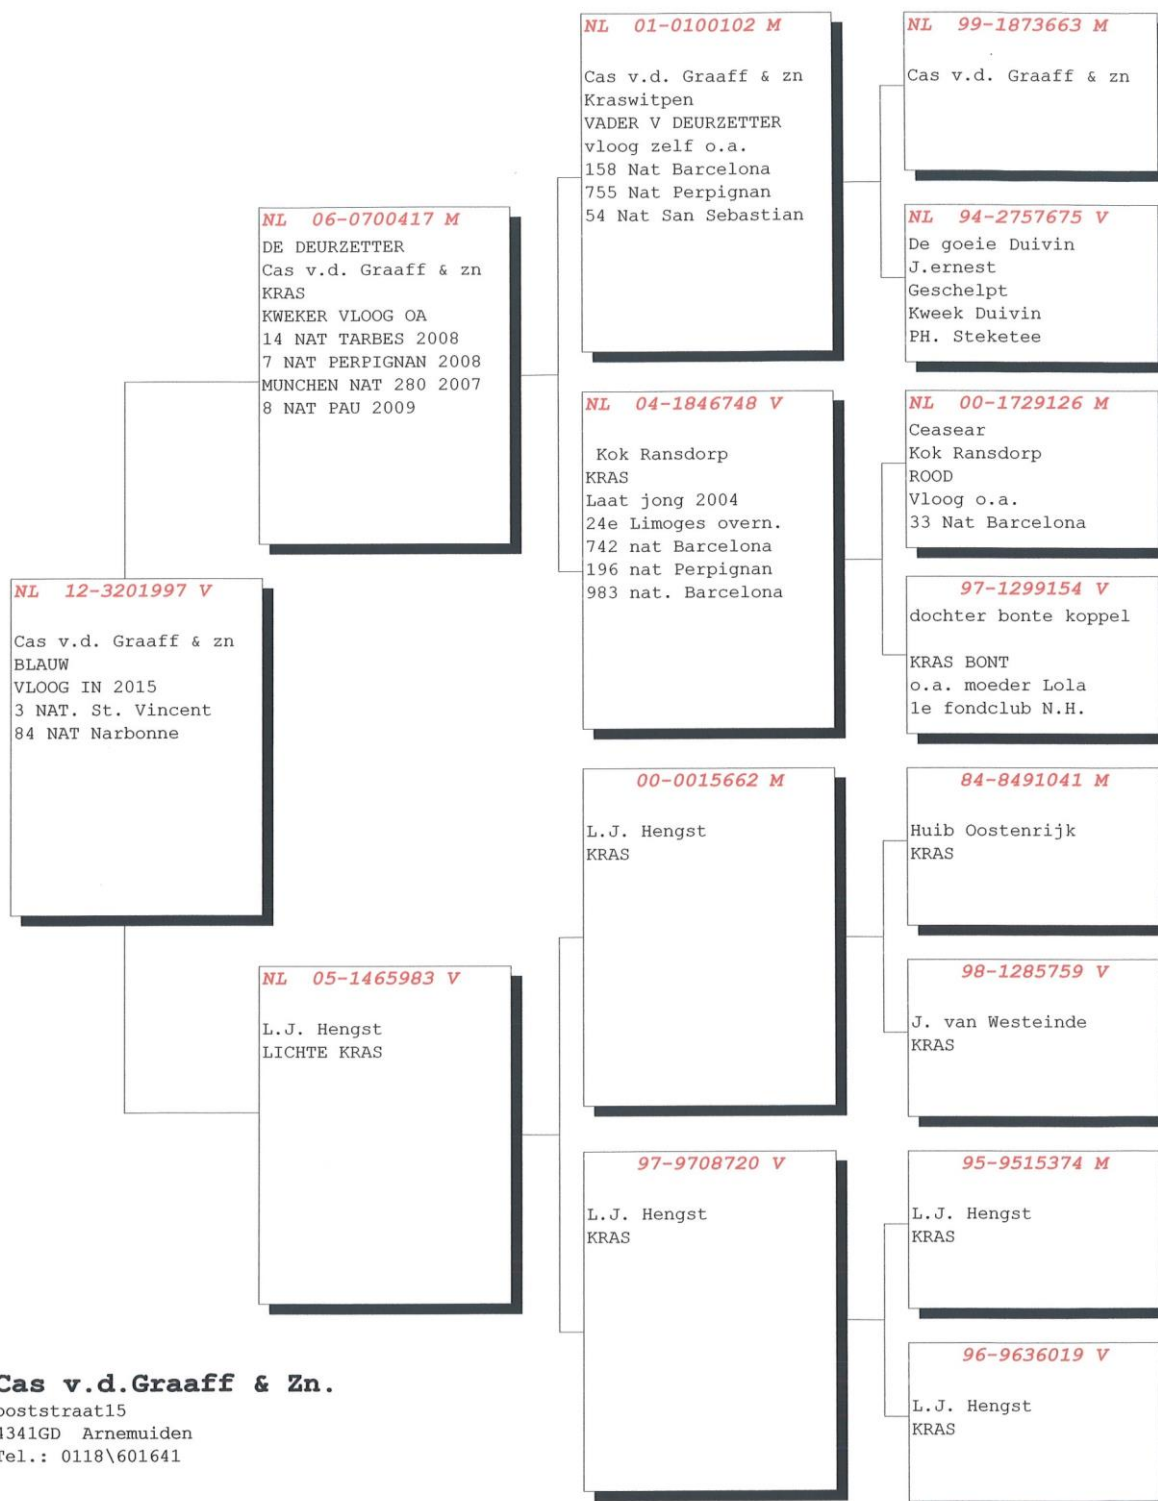 NL 12-3201997 V
Cas v.d. Graaff & zn
BLAUW
VLOOG IN 2015
3 NAT. St. Vincent
84 NAT Narbonne
NL 06-0700417 M
DE DEURZETTER
Cas v.d. Graaff & zn
KRAS
KWEKER VLOOG OA
14 NAT TARBES 2008
7 NAT PERPIGNAN 2008
MUNCHEN NAT 280 2007
8 NAT PAU 2009
NL 05-1465983 V
L.J. Hengst
LICHTE KRAS
NL 01-0100102 M
Cas v.d. Graaff & zn
Kraswitpen
VADER V DEURZETTER
vloog zelf o.a.
158 Nat Barcelona
755 Nat Perpignan
54 Nat San Sebastian
NL 04-1846748 V
Kok Ransdorp
KRAS
Laat jong 2004
24e Limoges overn.
742 nat Barcelona
196 nat Perpignan
983 nat. Barcelona
00-0015662 M
L.J. Hengst
KRAS
97-9708720 V
L.J. Hengst
KRAS
NL 99-1873663 M
Cas v.d. Graaff & zn
NL 94-2757675 V
De goeie Duivin
J.ernest
Geschelpt
Kweek Duivin
PH. Steketee
NL 00-1729126 M
Ceasear
Kok Ransdorp
ROOD
Vloog o.a.
33 Nat Barcelona
97-1299154 V
dochter bonte koppel
KRAS BONT
o.a. moeder Lola
1e fondclub N.H.
84-8491041 M
Huib Oostenrijk
KRAS
98-1285759 V
J. van Westeinde
KRAS
95-9515374 M
L.J. Hengst
KRAS
96-9636019 V
L.J. Hengst
KRAS
Cas v.d.Graaff & Zn.
poststraat15
4341GD Arnemuiden
Tel.: 0118\601641